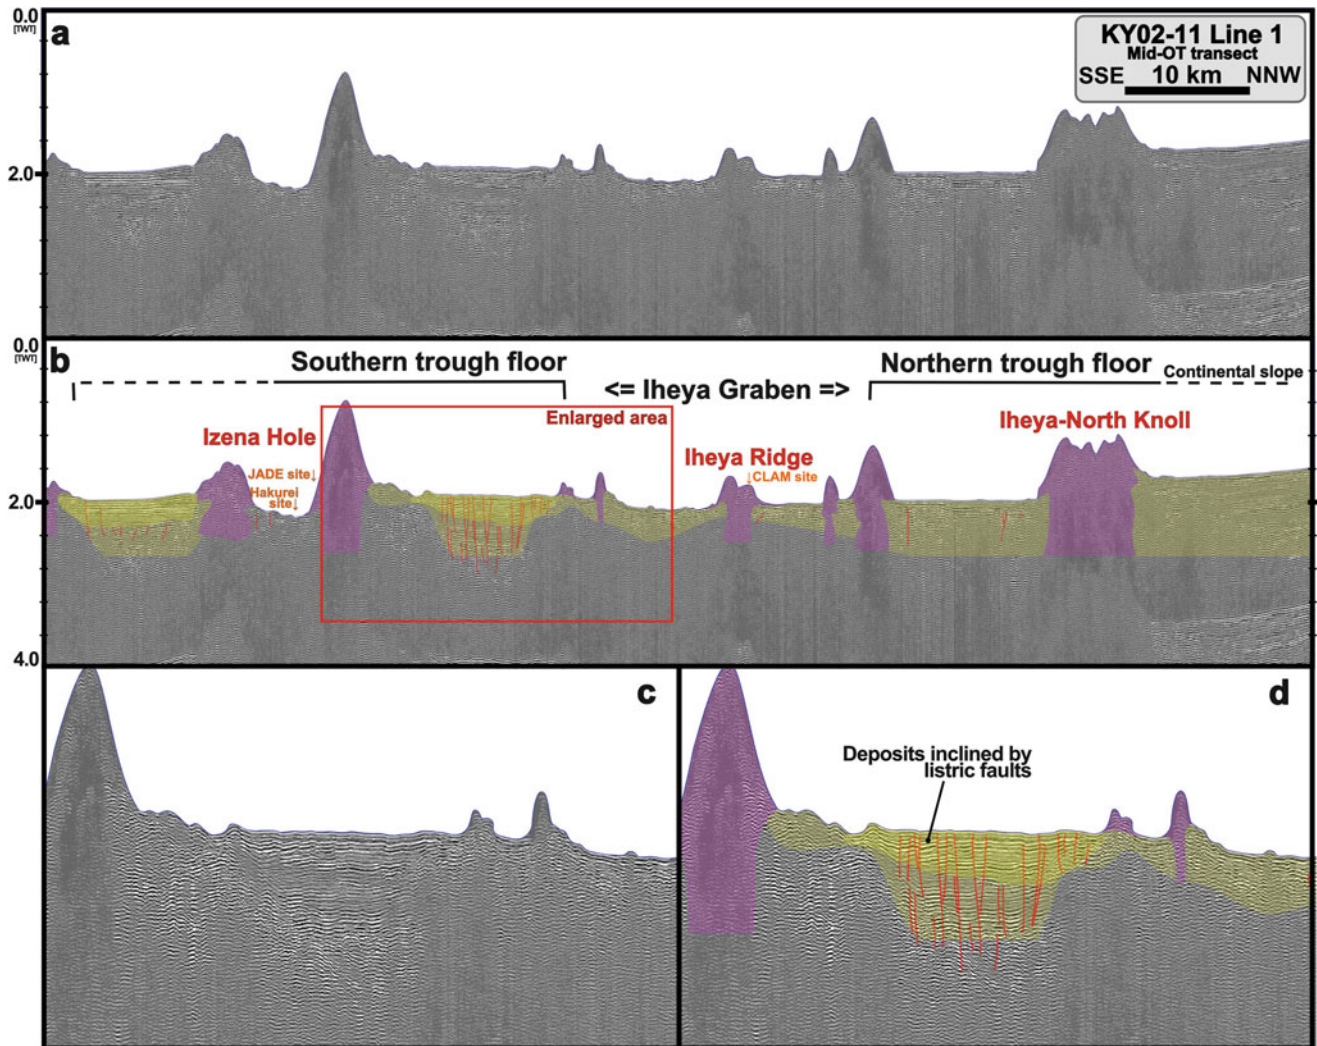 0.0
[TWT]
a
KY02-11 Line 1
Mid-OT transect
SSE 10 km NNW
2.0
0.0
[TWT]
b
Southern trough floor
<= Iheya Graben =>
Northern trough floor
Continental slope
Enlarged area
Izena Hole
Iheya Ridge
Iheya-North Knoll
JADE site↓
↓CLAM site
Hakurei
site↓
2.0
4.0
c
d
Deposits inclined by
listric faults